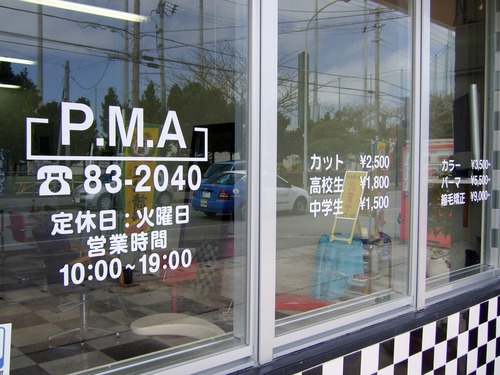 P.M.A
☎ 83-2040
定休日：火曜日
営業時間
10:00~19:00
カット ¥2,500
高校生 ¥1,800
中学生 ¥1,500
カラー ¥3,500~
パーマ ¥5,500~
縮毛矯正 ¥9,000~